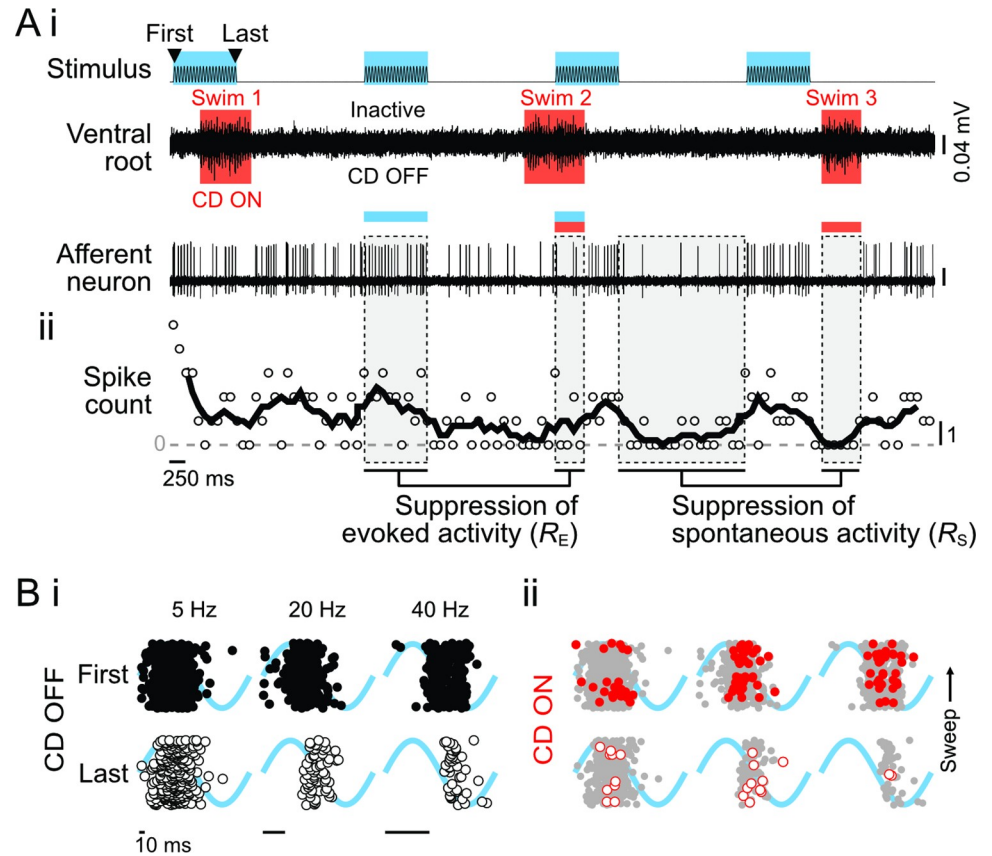 A i
First
Last
Stimulus
Swim 1
Inactive
Swim 2
Swim 3
Ventral
root
CD ON
CD OFF
0.04 mV
Afferent
neuron
ii
Spike
count
0
1
250 ms
Suppression of
evoked activity (RE)
Suppression of
spontaneous activity (RS)
B i
5 Hz
20 Hz
40 Hz
CD OFF
First
Last
10 ms
ii
CD ON
Sweep